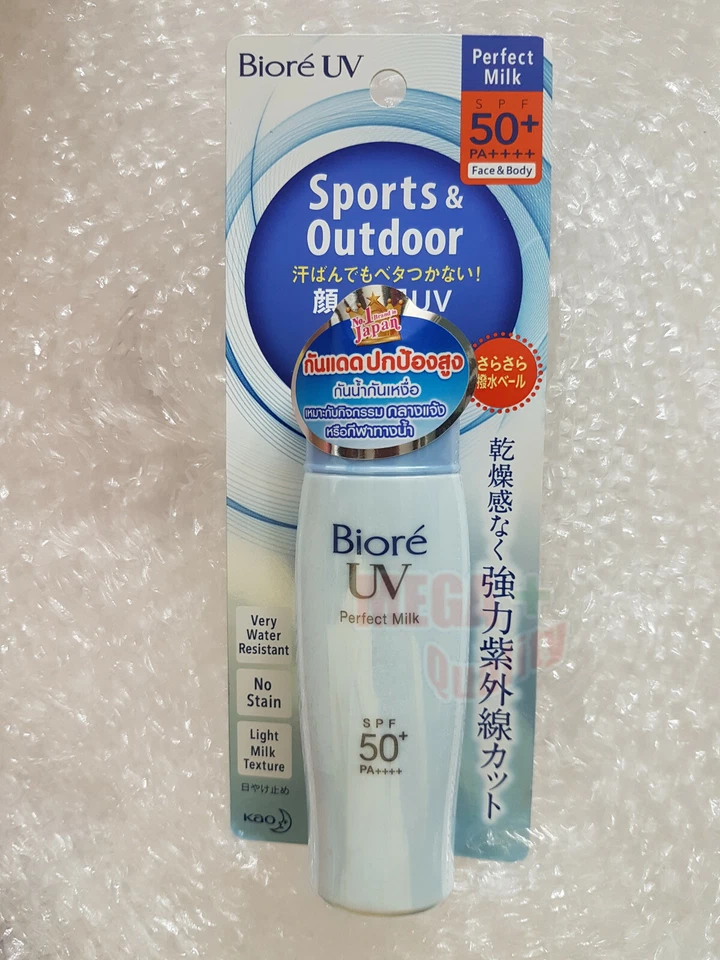 Bioré UV
Perfect
Milk
SPF
50+
PA++++
Face & Body
Sports &
Outdoor
汗ばんでもベタつかない!
顔
UV
No.1 Brand in
Japan
กันแดดปกป้องสูง
กันน้ำกันเหงื่อ
เหมาะกับกิจกรรม กลางแจ้ง
หรือกีฬาทางน้ำ
さらさら
撥水ベール
乾燥感なく強力紫外線カット
Bioré
UV
Perfect Milk
SPF
50+
PA++++
Very
Water
Resistant
No
Stain
Light
Milk
Texture
日やけ止め
Kao